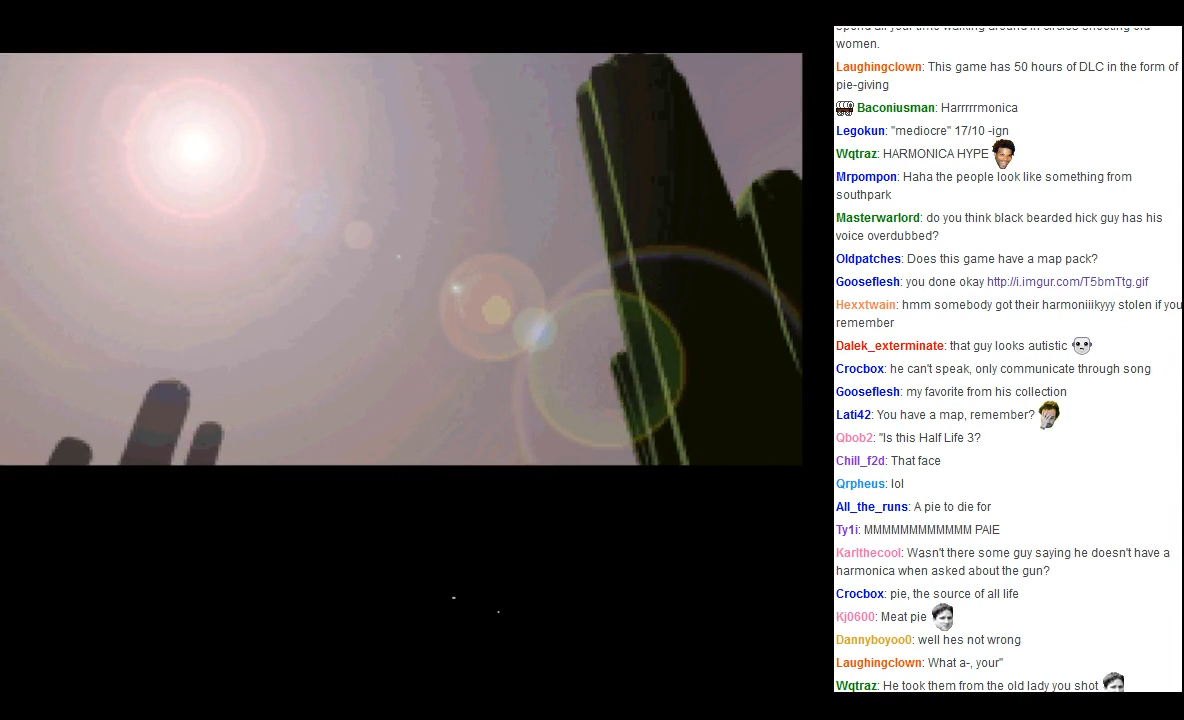 women.
Laughingclown: This game has 50 hours of DLC in the form of
pie-giving
Baconiusman: Harrrrrmonica
Legokun: "mediocre" 17/10 -ign
Wqtraz: HARMONICA HYPE
Mrpompon: Haha the people look like something from
southpark
Masterwarlord: do you think black bearded hick guy has his
voice overdubbed?
Oldpatches: Does this game have a map pack?
Gooseflesh: you done okay http://i.imgur.com/T5bmTtg.gif
Hexxtwain: hmm somebody got their harmoniiikyyy stolen if you
remember
Dalek_exterminate: that guy looks autistic
Crocbox: he can't speak, only communicate through song
Gooseflesh: my favorite from his collection
Lati42: You have a map, remember?
Qbob2: "Is this Half Life 3?
Chill_f2d: That face
Qrpheus: lol
All_the_runs: A pie to die for
Ty1i: MMMMMMMMMMMM PAIE
Karlthecool: Wasn't there some guy saying he doesn't have a
harmonica when asked about the gun?
Crocbox: pie, the source of all life
Kj0600: Meat pie
Dannyboyoo0: well hes not wrong
Laughingclown: What a-, your"
Wqtraz: He took them from the old lady you shot